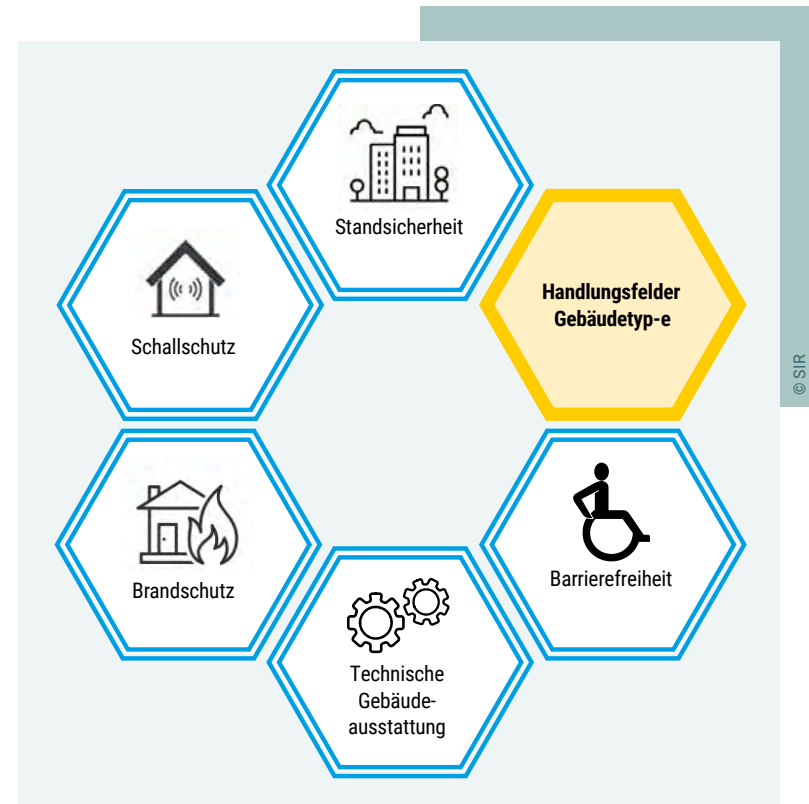 Standsicherheit
Handlungsfelder
Gebäudetyp-e
Schallschutz
Brandschutz
Barrierefreiheit
Technische
Gebäude-
ausstattung
© SIR